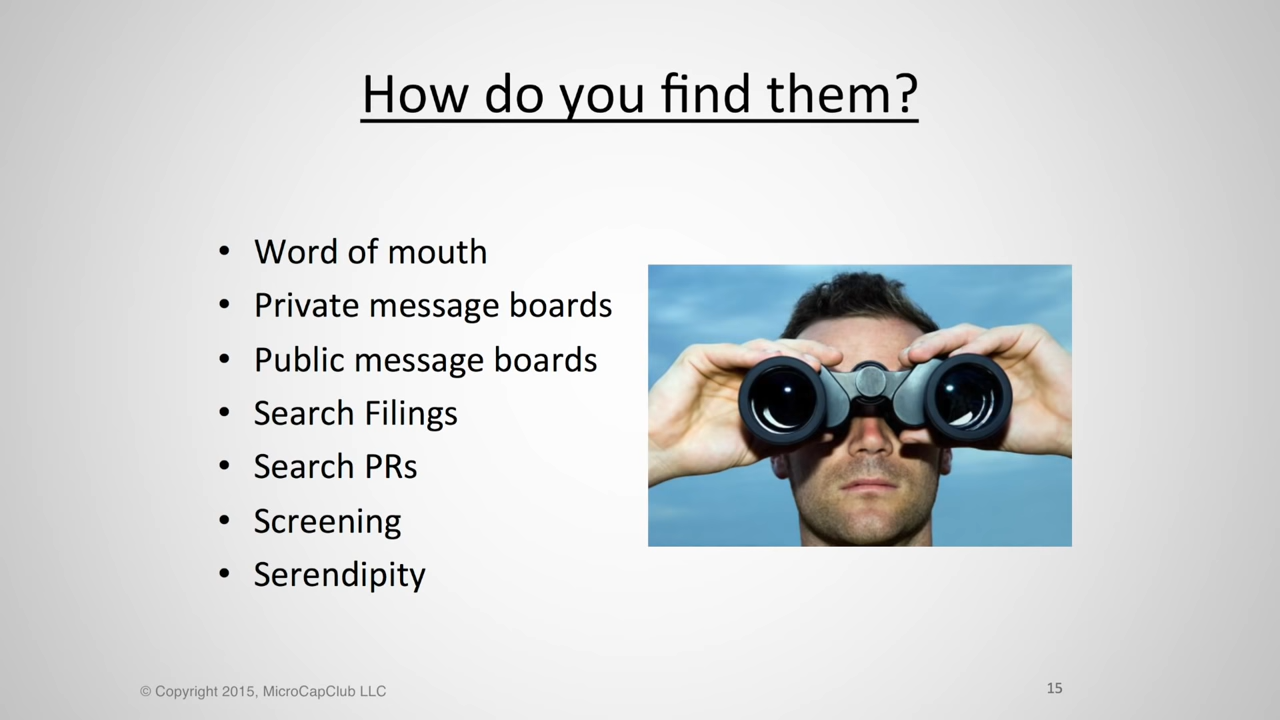 How do you find them?
• Word of mouth
• Private message boards
• Public message boards
• Search Filings
• Search PRs
• Screening
• Serendipity
© Copyright 2015, MicroCapClub LLC
15